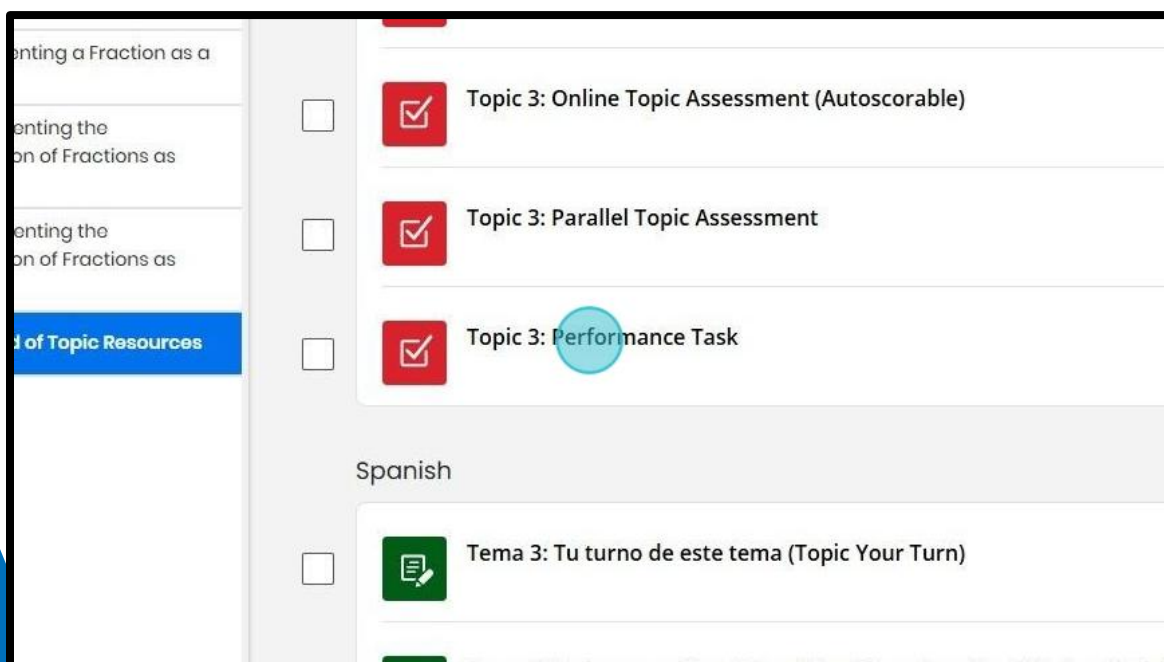 enting a Fraction as a
enting the
on of Fractions as
enting the
on of Fractions as
d of Topic Resources
Topic 3: Online Topic Assessment (Autoscorable)
Topic 3: Parallel Topic Assessment
Topic 3: Performance Task
Spanish
Tema 3: Tu turno de este tema (Topic Your Turn)